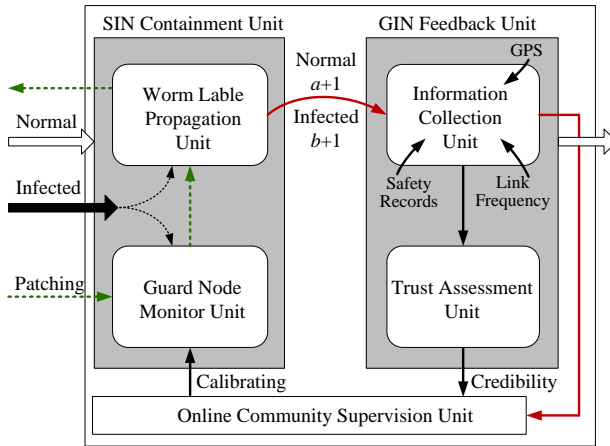 SIN Containment Unit
GIN Feedback Unit
Normal
a+1
Infected
b+1
GPS
Worm Lable
Propagation
Unit
Information
Collection
Unit
Normal
Infected
Safety
Records
Link
Frequency
Patching
Guard Node
Monitor Unit
Trust Assessment
Unit
Calibrating
Credibility
Online Community Supervision Unit